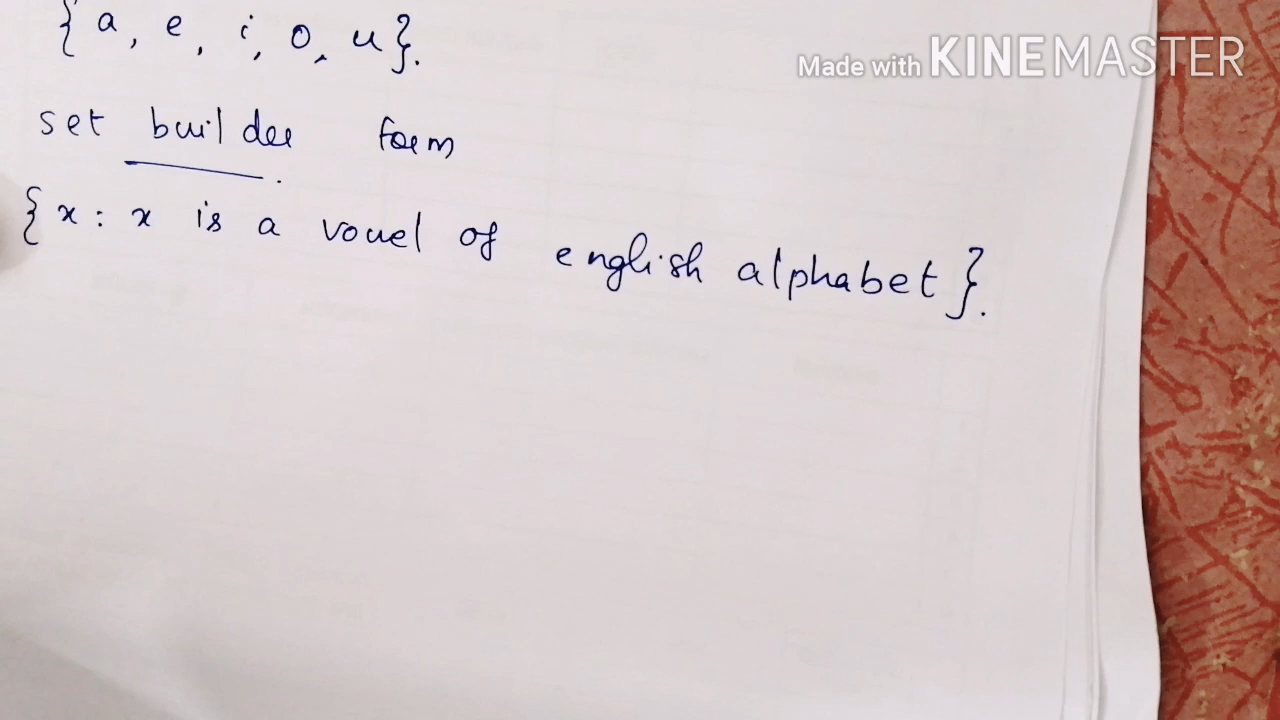 {a, e, i, o, u}.
Made with KINEMASTER
set builder form
{x : x is a vowel of english alphabet}.